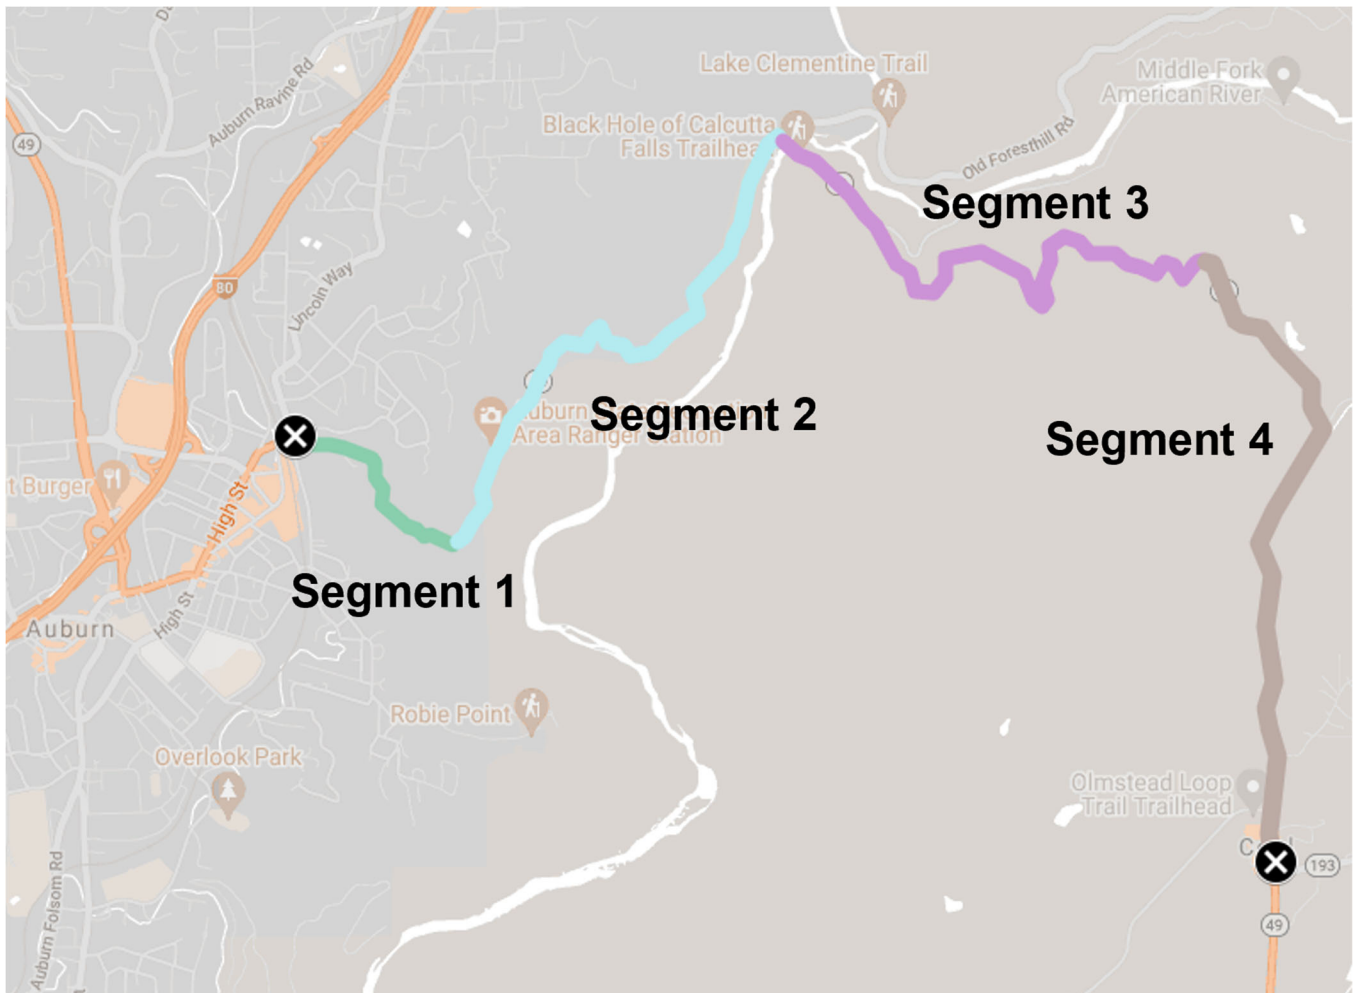 Auburn Ravine Rd
49
80
Lincoln Way
Lake Clementine Trail
Black Hole of Calcutta
Falls Trailhea
Middle Fork
American River
Old Foresthill Rd
Segment 3
Segment 2
Area Ranger Station
Segment 4
t Burger
High St
Segment 1
High St
Auburn
Robie Point
Overlook Park
Olmstead Loop
Trail Trailhead
193
49
Auburn Folsom Rd